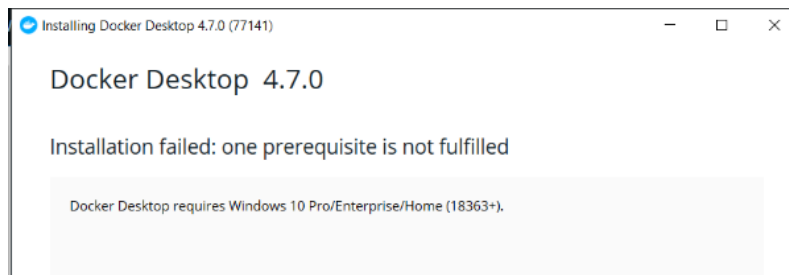 Installing Docker Desktop 4.7.0 (77141)
Docker Desktop 4.7.0
Installation failed: one prerequisite is not fulfilled
Docker Desktop requires Windows 10 Pro/Enterprise/Home (18363+).